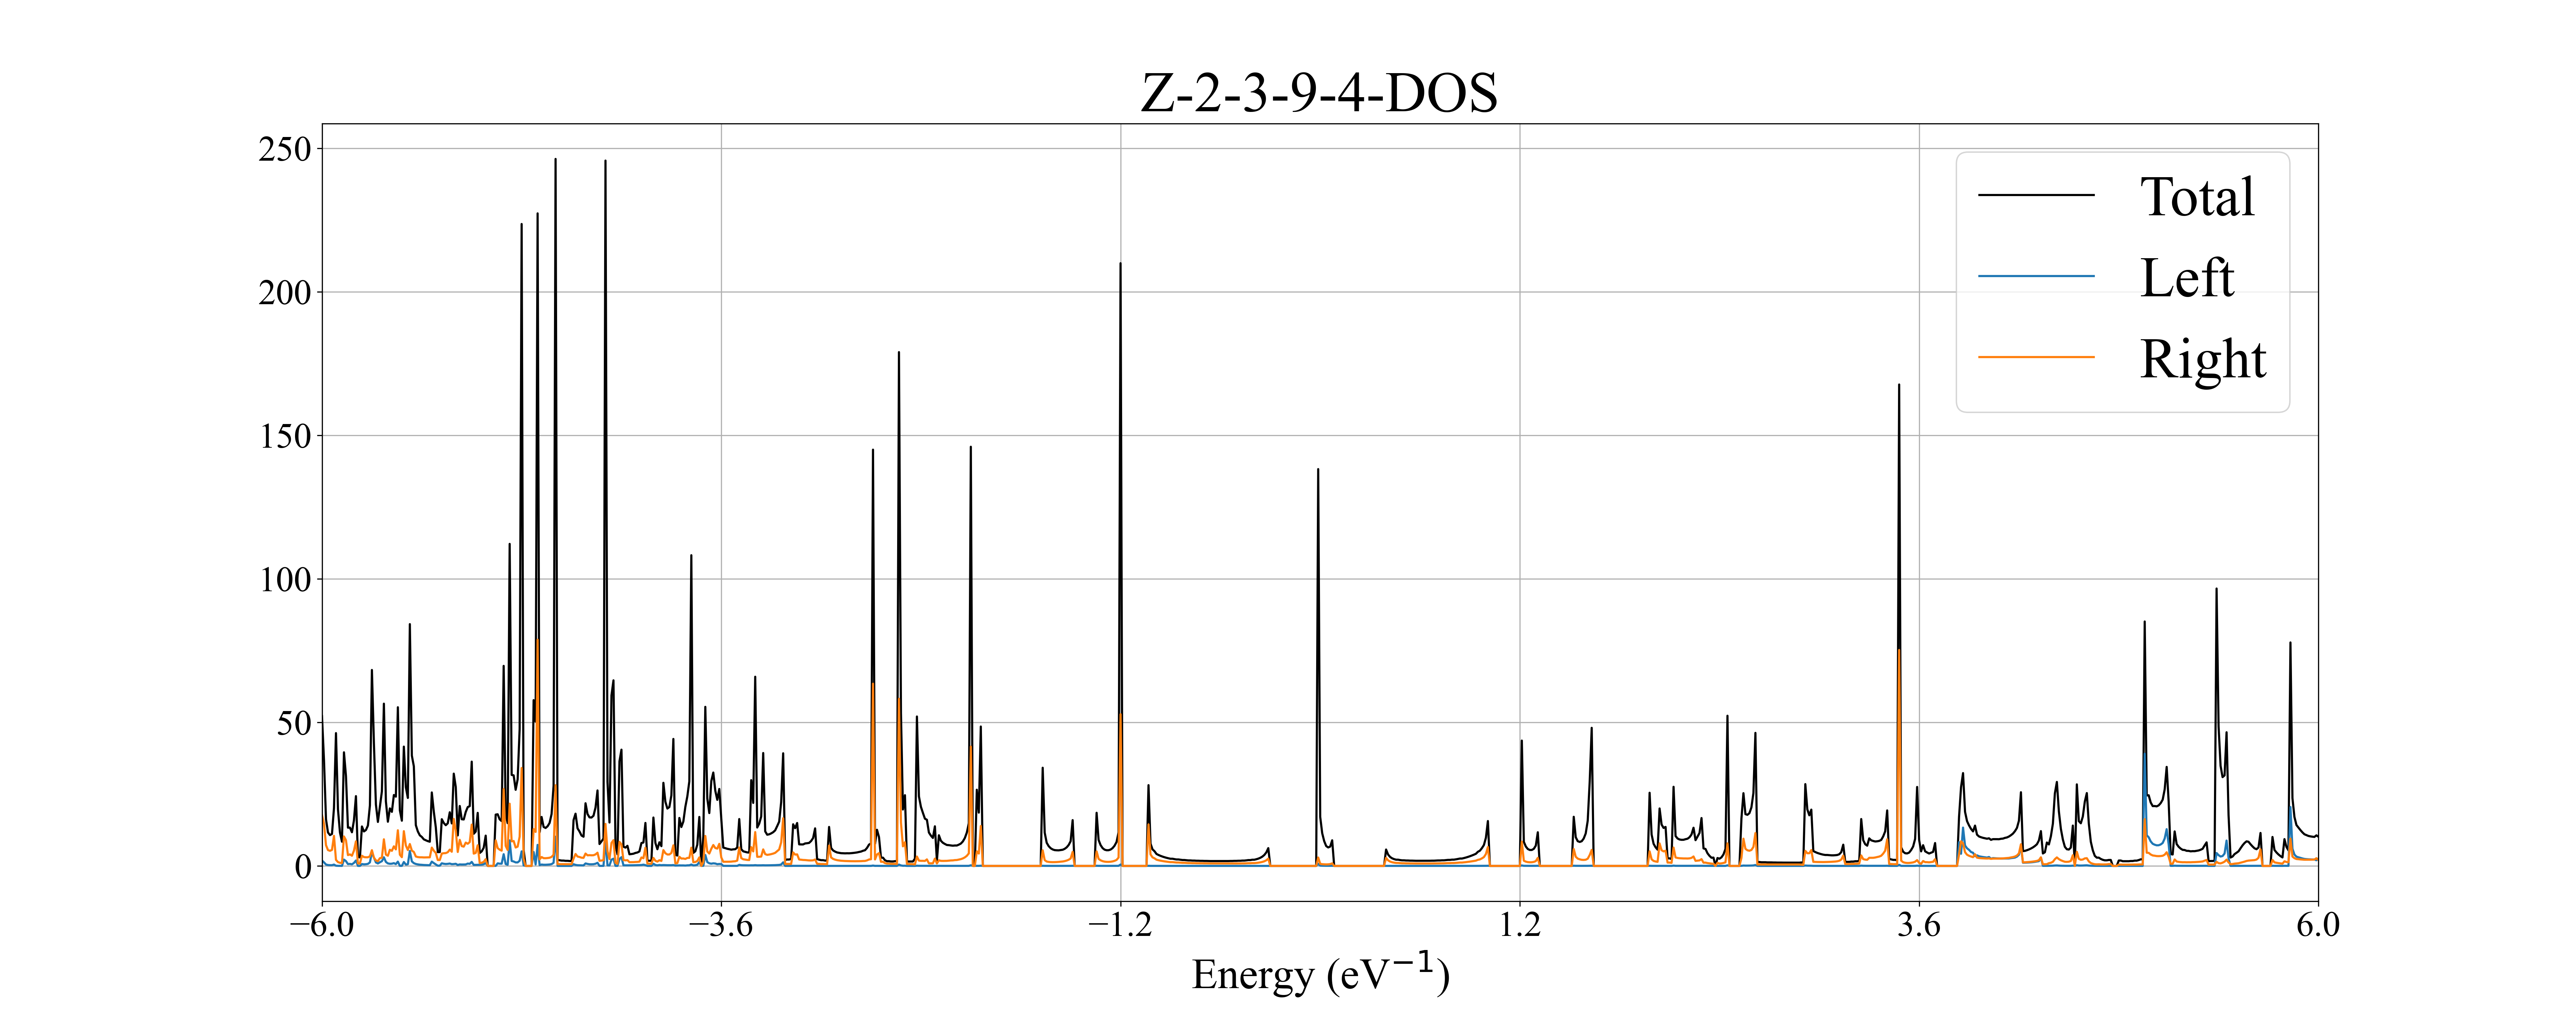 Z-2-3-9-4-DOS
250
200
150
100
50
0
Total
Left
Right
−6.0 −3.6 −1.2 1.2 3.6 6.0
Energy (eV⁻¹)